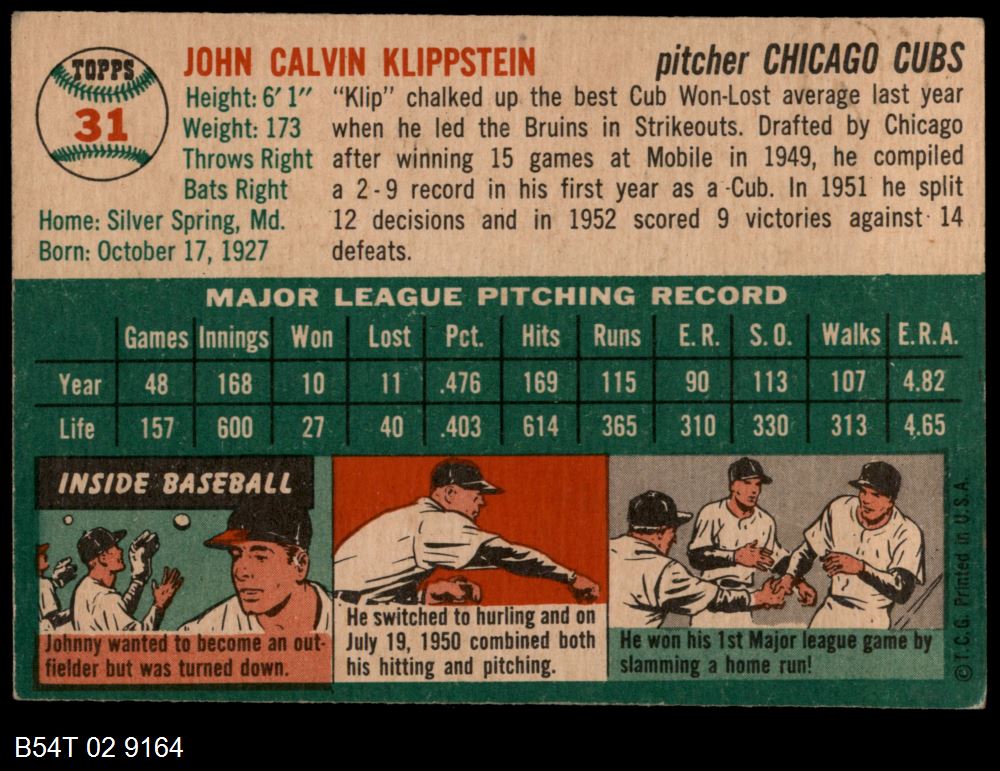 TOPPS
31
JOHN CALVIN KLIPPSTEIN
pitcher CHICAGO CUBS
Height: 6' 1"
Weight: 173
Throws Right
Bats Right
Home: Silver Spring, Md.
Born: October 17, 1927
"Klip" chalked up the best Cub Won-Lost average last year
when he led the Bruins in Strikeouts. Drafted by Chicago
after winning 15 games at Mobile in 1949, he compiled
a 2-9 record in his first year as a Cub. In 1951 he split
12 decisions and in 1952 scored 9 victories against 14
defeats.
MAJOR LEAGUE PITCHING RECORD
Games Innings Won Lost Pct. Hits Runs E.R. S.O. Walks E.R.A.
Year 48 168 10 11 .476 169 115 90 113 107 4.82
Life 157 600 27 40 .403 614 365 310 330 313 4.65
INSIDE BASEBALL
Johnny wanted to become an out-
fielder but was turned down.
He switched to hurling and on
July 19, 1950 combined both
his hitting and pitching.
He won his 1st Major league game by
slamming a home run!
© T.C.G. Printed in U.S.A.
B54T 02 9164